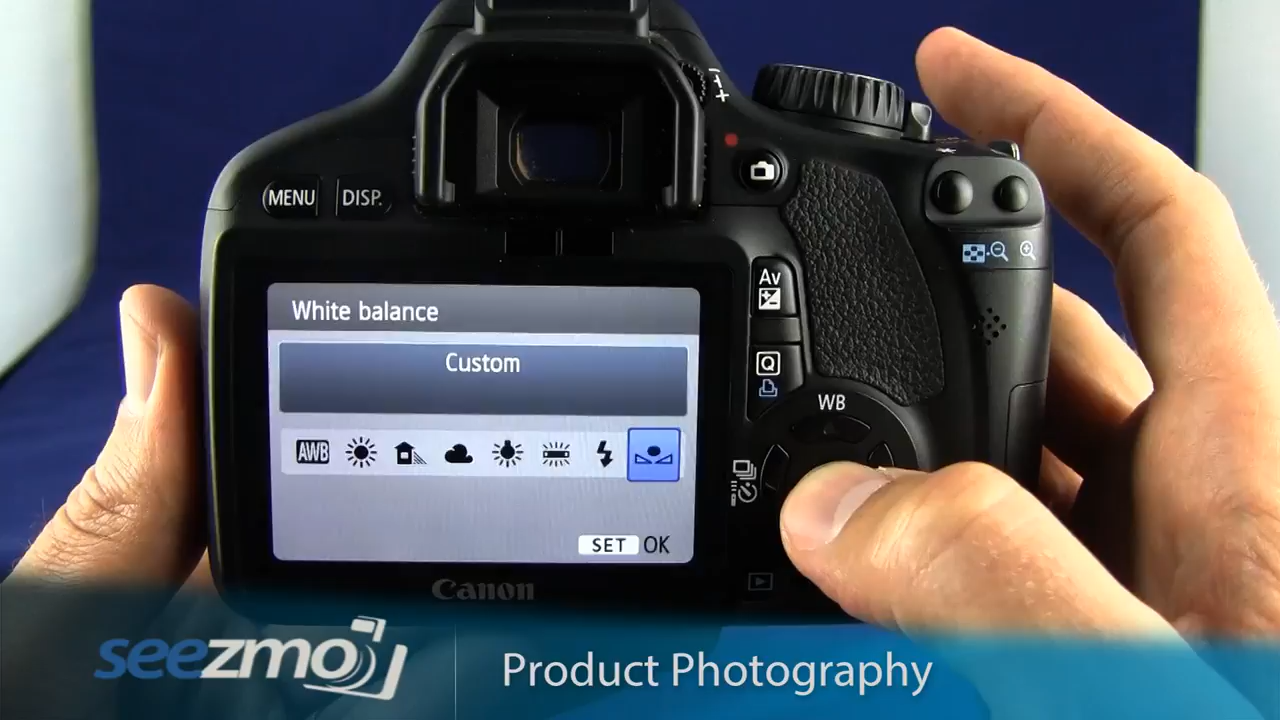 MENU DISP.
White balance
Custom
AWB
SET OK
Av
Q
WB
Canon
seezmo
Product Photography